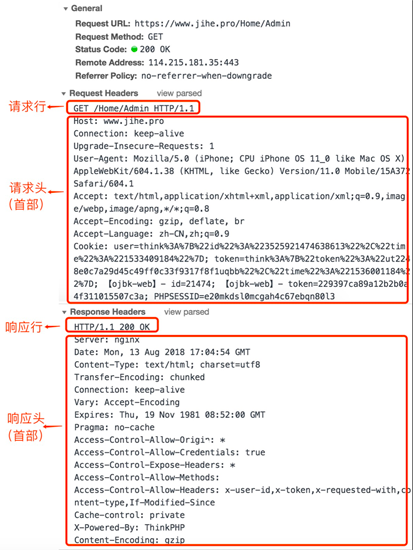 General
Request URL: https://www.jihe.pro/Home/Admin
Request Method: GET
Status Code: 200 OK
Remote Address: 114.215.181.35:443
Referrer Policy: no-referrer-when-downgrade
Request Headers view parsed
请求行
GET /Home/Admin HTTP/1.1
请求头
(首部)
Host: www.jihe.pro
Connection: keep-alive
Upgrade-Insecure-Requests: 1
User-Agent: Mozilla/5.0 (iPhone; CPU iPhone OS 11_0 like Mac OS X)
AppleWebKit/604.1.38 (KHTML, like Gecko) Version/11.0 Mobile/15A372
Safari/604.1
Accept: text/html,application/xhtml+xml,application/xml;q=0.9,imag
e/webp,image/apng,*/*;q=0.8
Accept-Encoding: gzip, deflate, br
Accept-Language: zh-CN,zh;q=0.9
Cookie: user=think%3A%7B%22id%22%3A%223525921474638613%22%2C%22tim
e%22%3A%221533409184%22%7D; token=think%3A%7B%22token%22%3A%22ut224
8e0c7a29d45c49ff0c33f9317f8f1uqbb%22%2C%22time%22%3A%221536001184%2
2%7D; 【ojbk-web】- id=21474; 【ojbk-web】- token=229397ca89a12b2b0a
4f311015507c3a; PHPSESSID=e20mkdsl0mcgah4c67ebqn80l3
Response Headers view parsed
响应行
HTTP/1.1 200 OK
响应头
(首部)
Server: nginx
Date: Mon, 13 Aug 2018 17:04:54 GMT
Content-Type: text/html; charset=utf8
Transfer-Encoding: chunked
Connection: keep-alive
Vary: Accept-Encoding
Expires: Thu, 19 Nov 1981 08:52:00 GMT
Pragma: no-cache
Access-Control-Allow-Origin: *
Access-Control-Allow-Credentials: true
Access-Control-Expose-Headers: *
Access-Control-Allow-Methods:
Access-Control-Allow-Headers: x-user-id,x-token,x-requested-with,co
ntent-type,If-Modified-Since
Cache-control: private
X-Powered-By: ThinkPHP
Content-Encoding: gzip